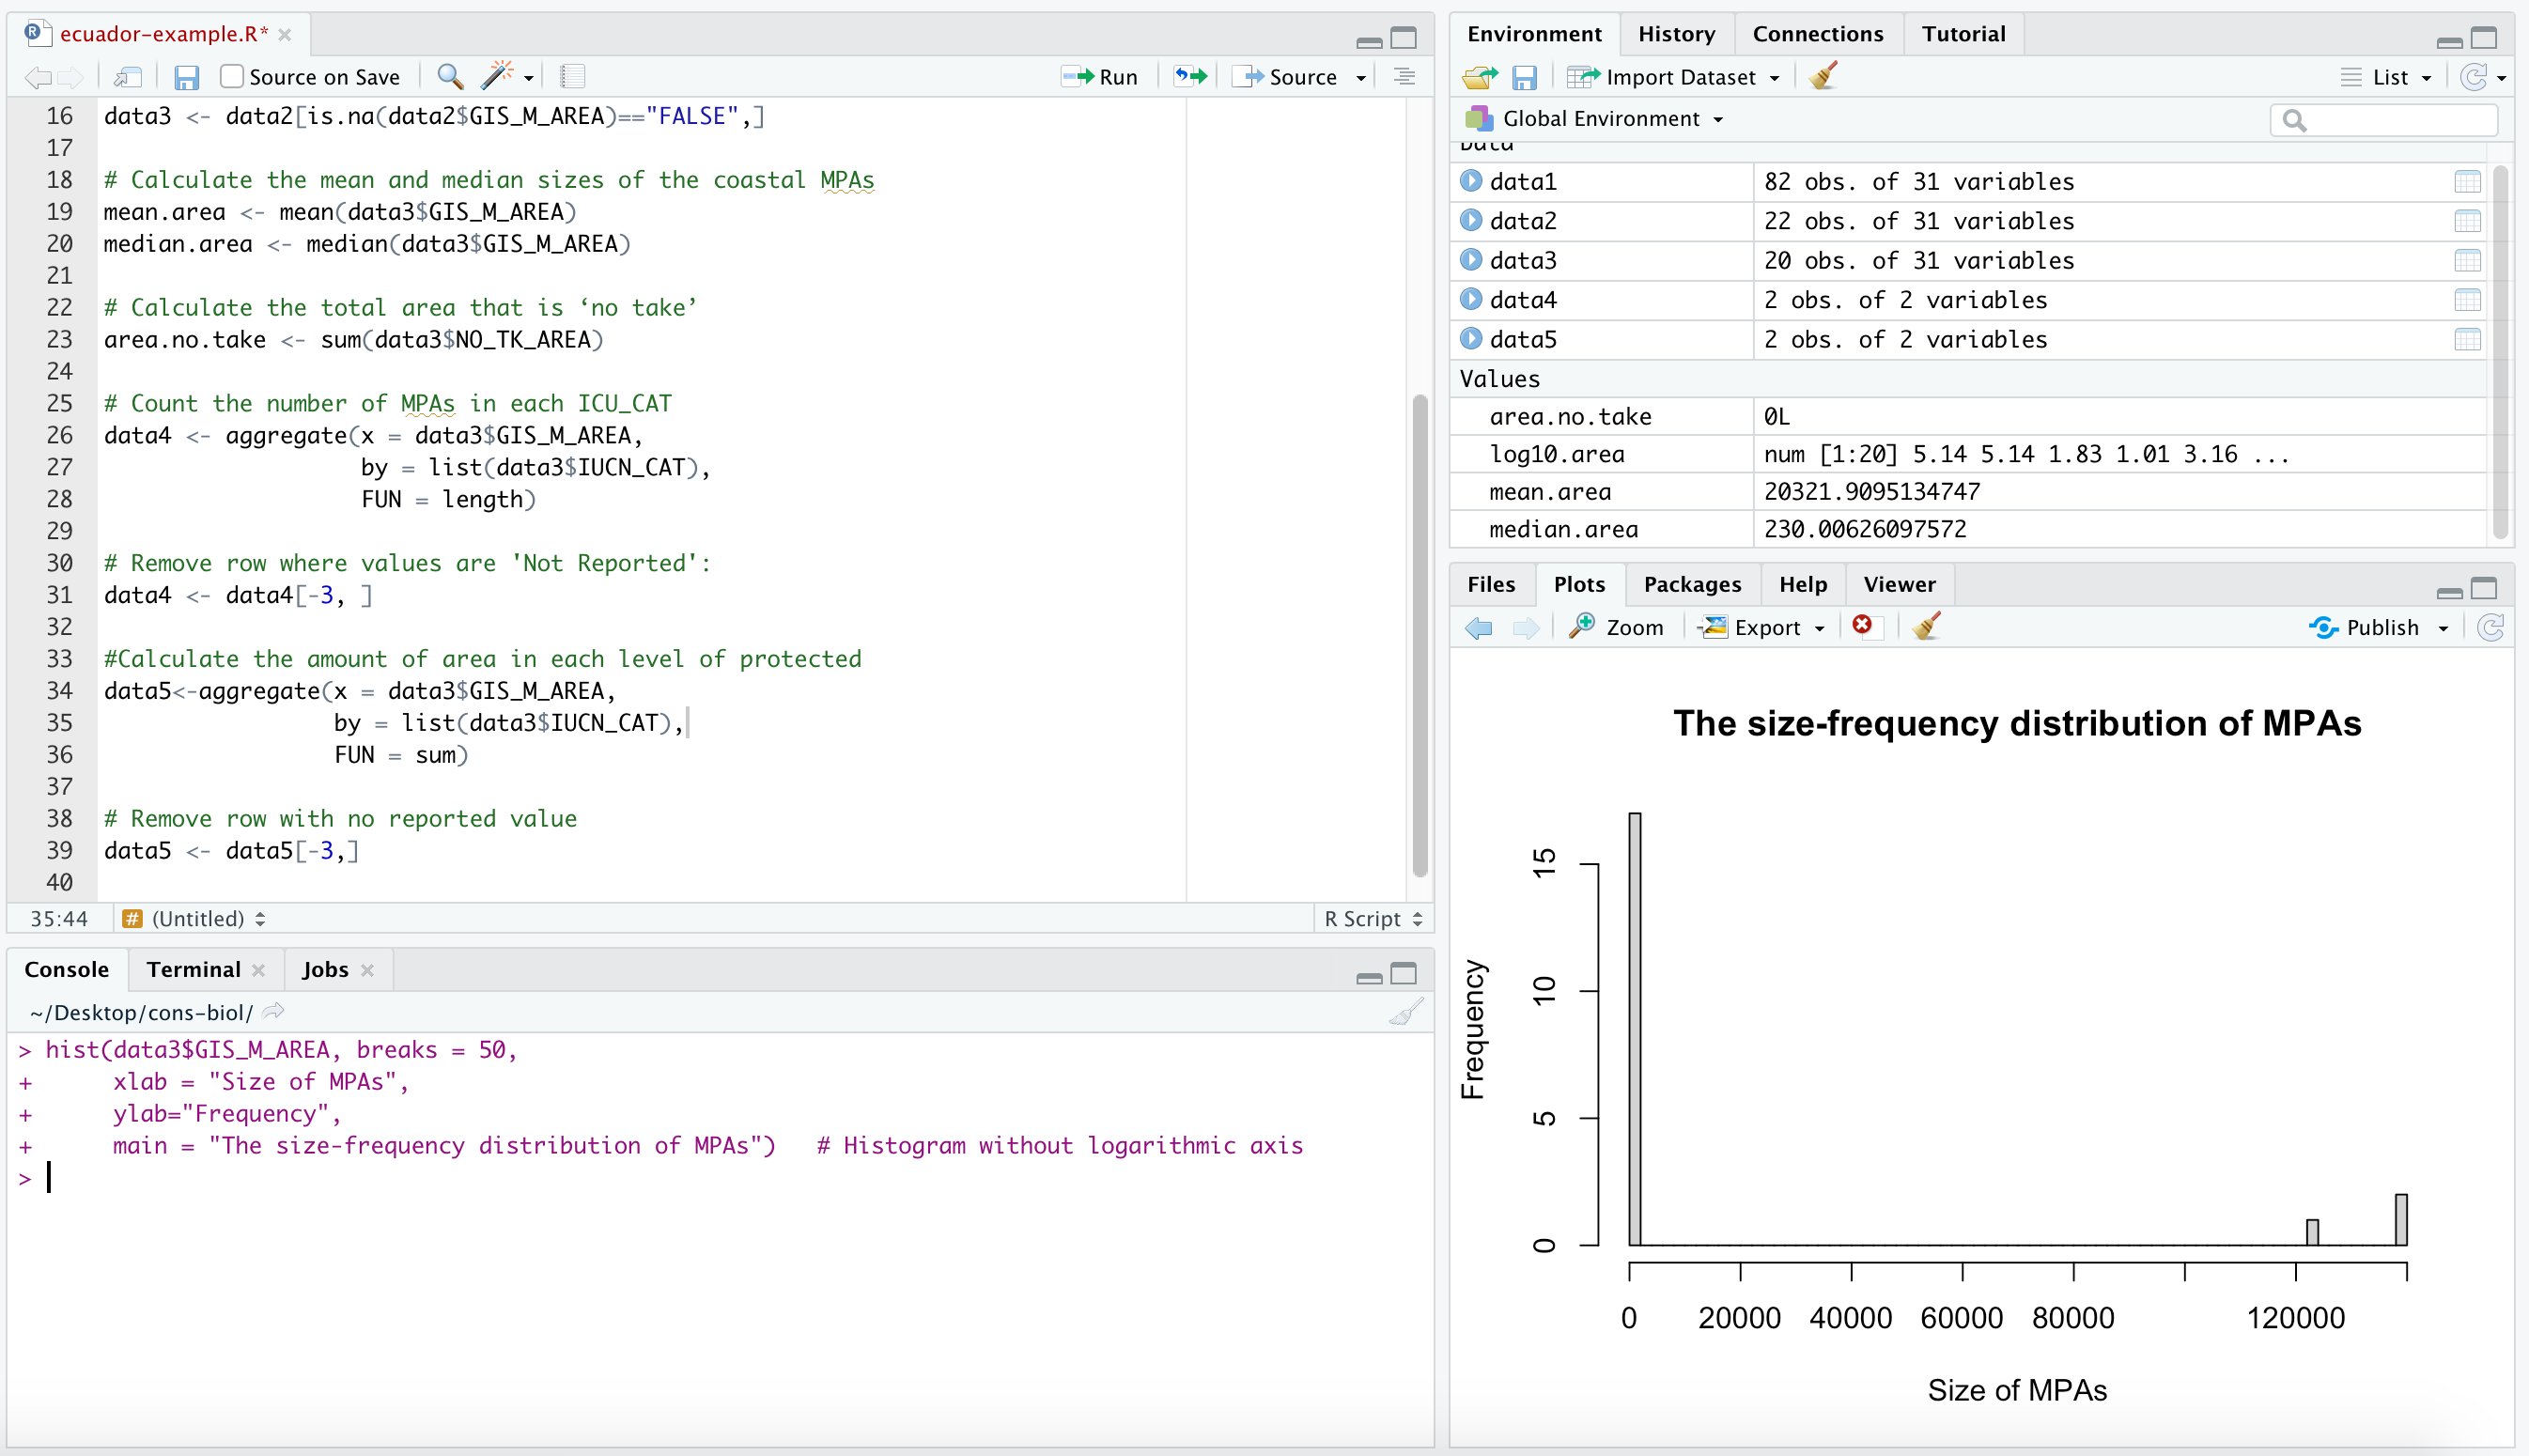 ecuador-example.R*
Source on Save
Run
Source
16 data3 <- data2[is.na(data2$GIS_M_AREA)=="FALSE",]
17
18 # Calculate the mean and median sizes of the coastal MPAs
19 mean.area <- mean(data3$GIS_M_AREA)
20 median.area <- median(data3$GIS_M_AREA)
21
22 # Calculate the total area that is ‘no take’
23 area.no.take <- sum(data3$NO_TK_AREA)
24
25 # Count the number of MPAs in each ICU_CAT
26 data4 <- aggregate(x = data3$GIS_M_AREA,
27 by = list(data3$IUCN_CAT),
28 FUN = length)
29
30 # Remove row where values are 'Not Reported':
31 data4 <- data4[-3, ]
32
33 #Calculate the amount of area in each level of protected
34 data5<-aggregate(x = data3$GIS_M_AREA,
35 by = list(data3$IUCN_CAT),
36 FUN = sum)
37
38 # Remove row with no reported value
39 data5 <- data5[-3,]
40
35:44 # (Untitled) R Script
Console Terminal Jobs
~/Desktop/cons-biol/
> hist(data3$GIS_M_AREA, breaks = 50,
+ xlab = "Size of MPAs",
+ ylab="Frequency",
+ main = "The size-frequency distribution of MPAs") # Histogram without logarithmic axis
>
Environment History Connections Tutorial
Import Dataset List
Global Environment
Data
data1 82 obs. of 31 variables
data2 22 obs. of 31 variables
data3 20 obs. of 31 variables
data4 2 obs. of 2 variables
data5 2 obs. of 2 variables
Values
area.no.take 0L
log10.area num [1:20] 5.14 5.14 1.83 1.01 3.16 ...
mean.area 20321.9095134747
median.area 230.00626097572
Files Plots Packages Help Viewer
Zoom Export Publish
The size-frequency distribution of MPAs
Frequency
15
10
5
0
0 20000 40000 60000 80000 120000
Size of MPAs